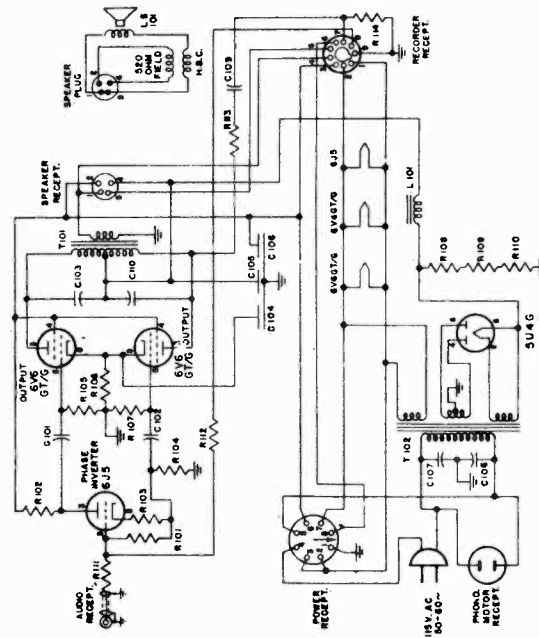 SPEAKER
PLUG
L.S
101
520
OHM
FIELD
H.B.C.
SPEAKER
RECEPT.
C109
R113
R114
RECORDER
RECEPT.
T101
C103
C110
C105
C106
C104
OUTPUT
6V6
GT/G
OUTPUT
6V6
GT/G
R105
R106
R107
C101
C102
R102
PHASE
INVERTER
6J5
R103
R101
R104
R111
R112
AUDIO
RECEPT.
6J5
6V6GT/G
6V6GT/G
L101
R108
R109
R110
5U4G
T102
C107
POWER
RECEPT.
115V. AC
50-60~
PHONO.
MOTOR
RECEPT.